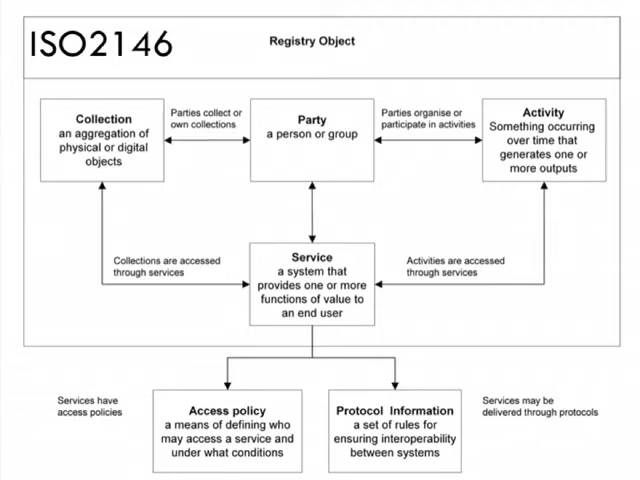 ISO2146
Registry Object
Collection
an aggregation of
physical or digital
objects
Parties collect or
own collections
Party
a person or group
Parties organise or
participate in activities
Activity
Something occurring
over time that
generates one or
more outputs
Collections are accessed
through services
Service
a system that
provides one or more
functions of value to
an end user
Activities are accessed
through services
Services have
access policies
Access policy
a means of defining who
may access a service and
under what conditions
Protocol Information
a set of rules for
ensuring interoperability
between systems
Services may be
delivered through protocols